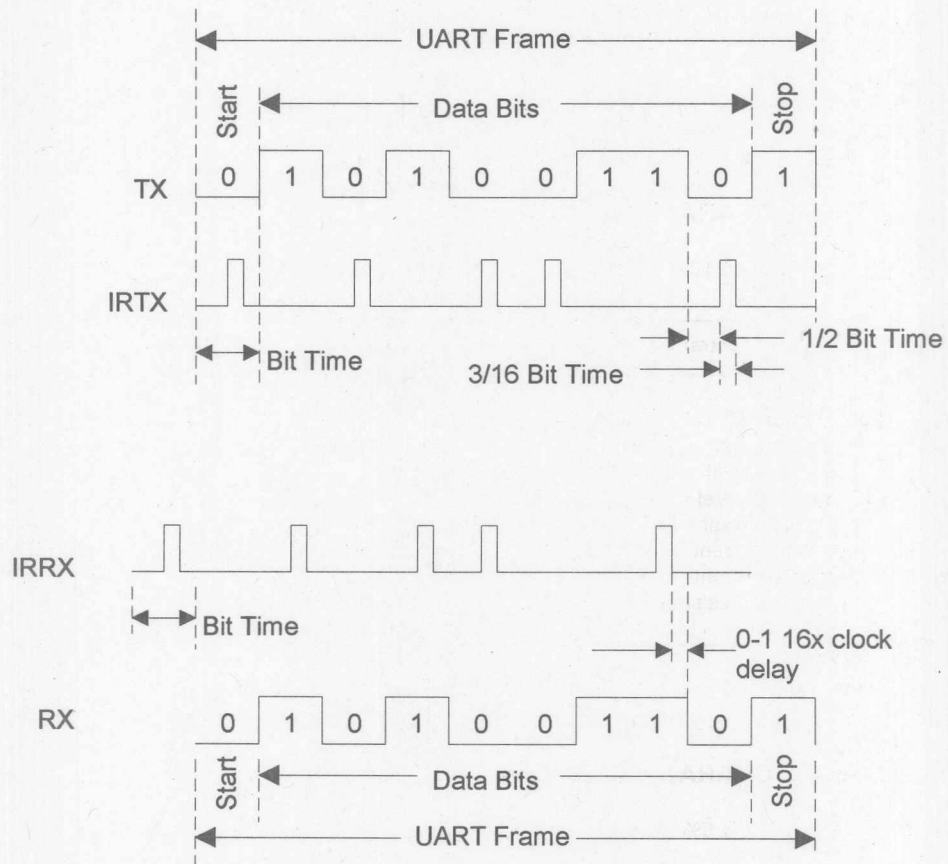 UART Frame
Start
Data Bits
Stop
TX
0 1 0 1 0 0 1 1 0 1
IRTX
Bit Time
1/2 Bit Time
3/16 Bit Time
IRRX
Bit Time
0-1 16x clock
delay
RX
0 1 0 1 0 0 1 1 0 1
Start
Data Bits
Stop
UART Frame